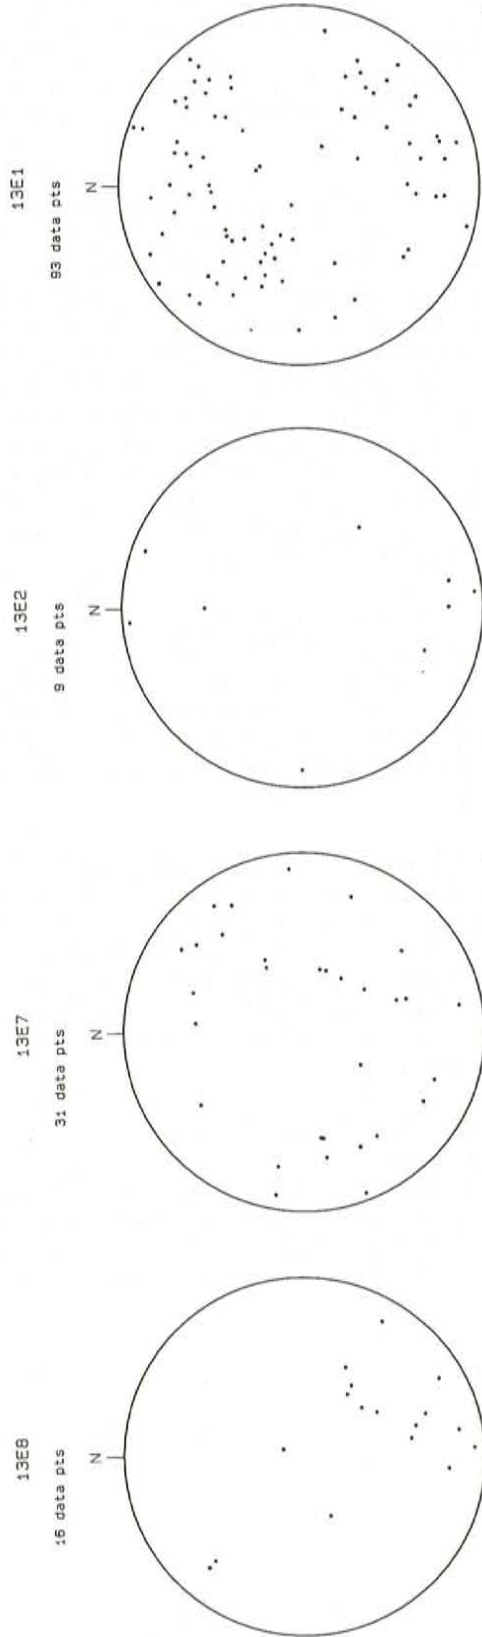 13E8
16 data pts
N
13E7
31 data pts
N
13E2
9 data pts
N
13E1
93 data pts
N